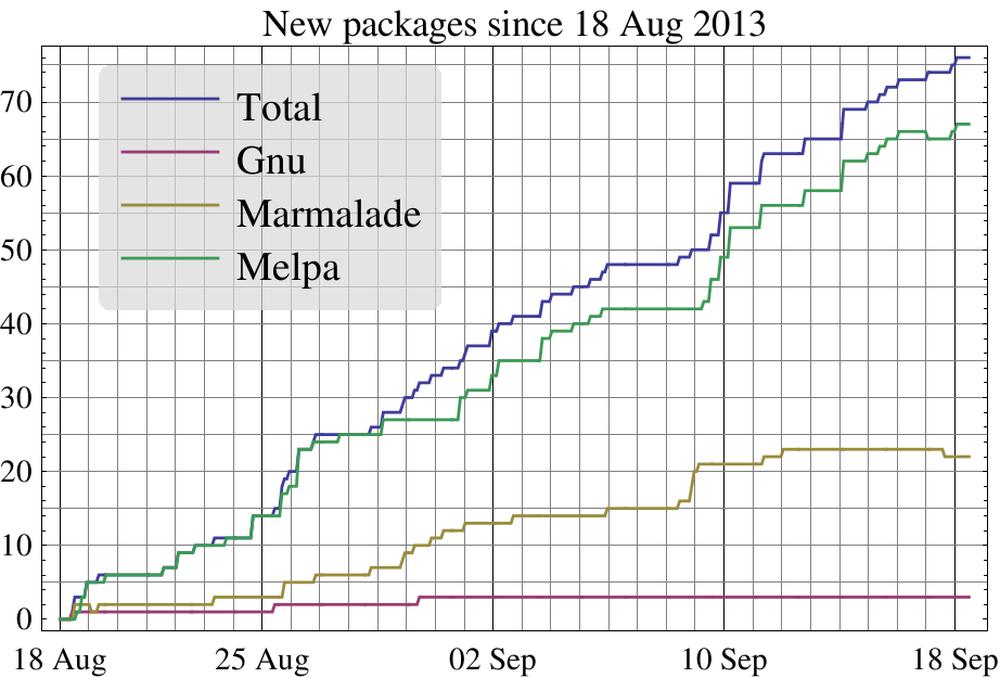 New packages since 18 Aug 2013
Total
Gnu
Marmalade
Melpa
70
60
50
40
30
20
10
0
18 Aug 25 Aug 02 Sep 10 Sep 18 Sep